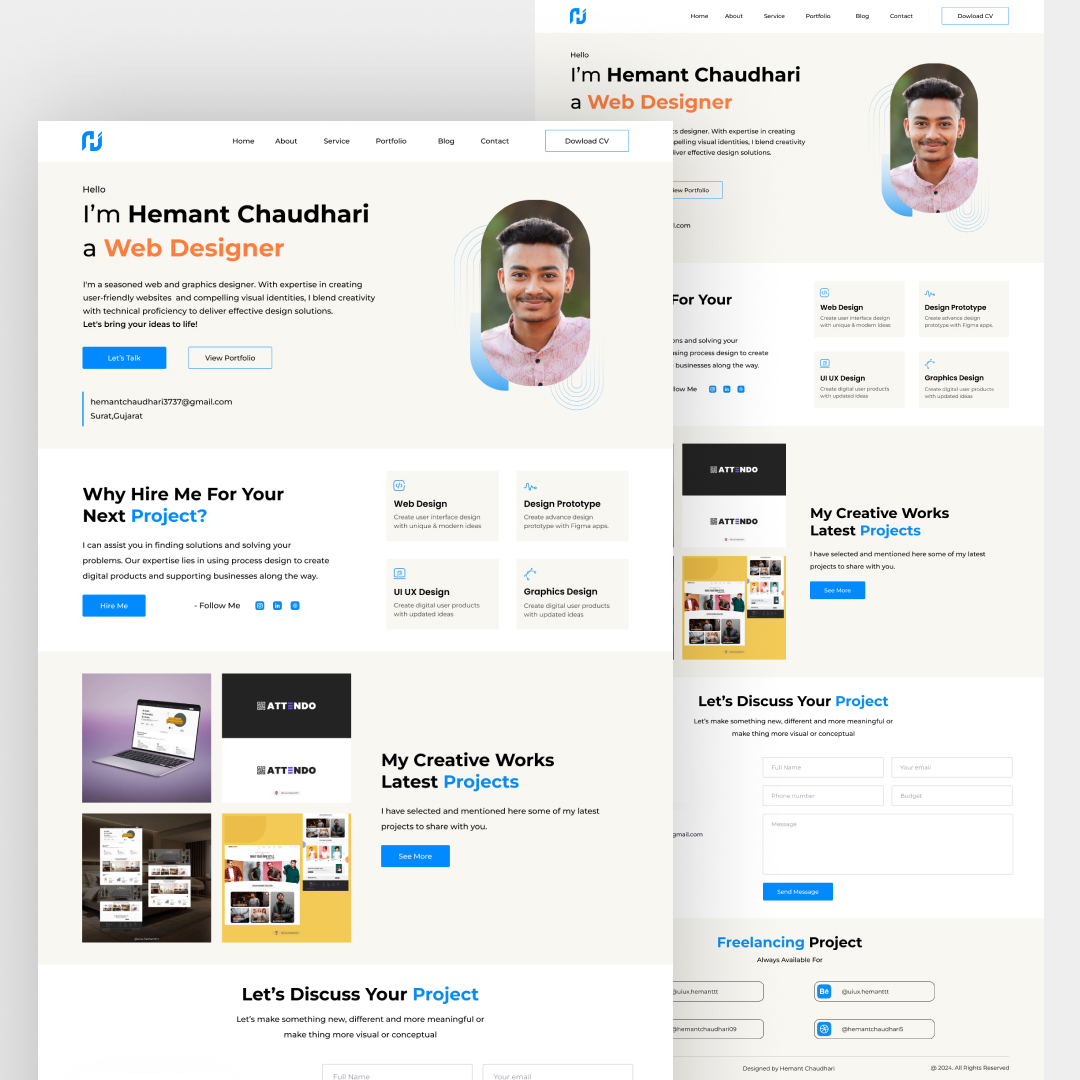 Home About Service Portfolio Blog Contact Dowload CV
Hello
I'm Hemant Chaudhari
a Web Designer
I'm a seasoned web and graphics designer. With expertise in creating
user-friendly websites and compelling visual identities, I blend creativity
with technical proficiency to deliver effective design solutions.
Let's bring your ideas to life!
Let's Talk View Portfolio
hemantchaudhari3737@gmail.com
Surat,Gujarat
Why Hire Me For Your
Next Project?
I can assist you in finding solutions and solving your
problems. Our expertise lies in using process design to create
digital products and supporting businesses along the way.
Hire Me - Follow Me
Web Design
Create user interface design
with unique & modern ideas
Design Prototype
Create advance design
prototype with Figma apps.
UI UX Design
Create digital user products
with updated ideas
Graphics Design
Create digital user products
with updated ideas
ATTENDO
ATTENDO
My Creative Works
Latest Projects
I have selected and mentioned here some of my latest
projects to share with you.
See More
Let's Discuss Your Project
Let's make something new, different and more meaningful or
make thing more visual or conceptual
Full Name Your email
Home About Service Portfolio Blog Contact Dowload CV
Hello
I'm Hemant Chaudhari
a Web Designer
cs designer. With expertise in creating
pelling visual identities, I blend creativity
liver effective design solutions.
iew Portfolio
l.com
For Your
ons and solving your
using process design to create
businesses along the way.
low Me
Web Design
Create user interface design
with unique & modern ideas
Design Prototype
Create advance design
prototype with Figma apps.
UI UX Design
Create digital user products
with updated ideas
Graphics Design
Create digital user products
with updated ideas
ATTENDO
ATTENDO
My Creative Works
Latest Projects
I have selected and mentioned here some of my latest
projects to share with you.
See More
Let's Discuss Your Project
Let's make something new, different and more meaningful or
make thing more visual or conceptual
Full Name Your email
Phone number Budget
Message
gmail.com
Send Message
Freelancing Project
Always Available For
@uiux.hemanttt Bē @uiux.hemanttt
@hemantchaudhari09 @hemantchaudhari5
Designed by Hemant Chaudhari @ 2024. All Rights Reserved